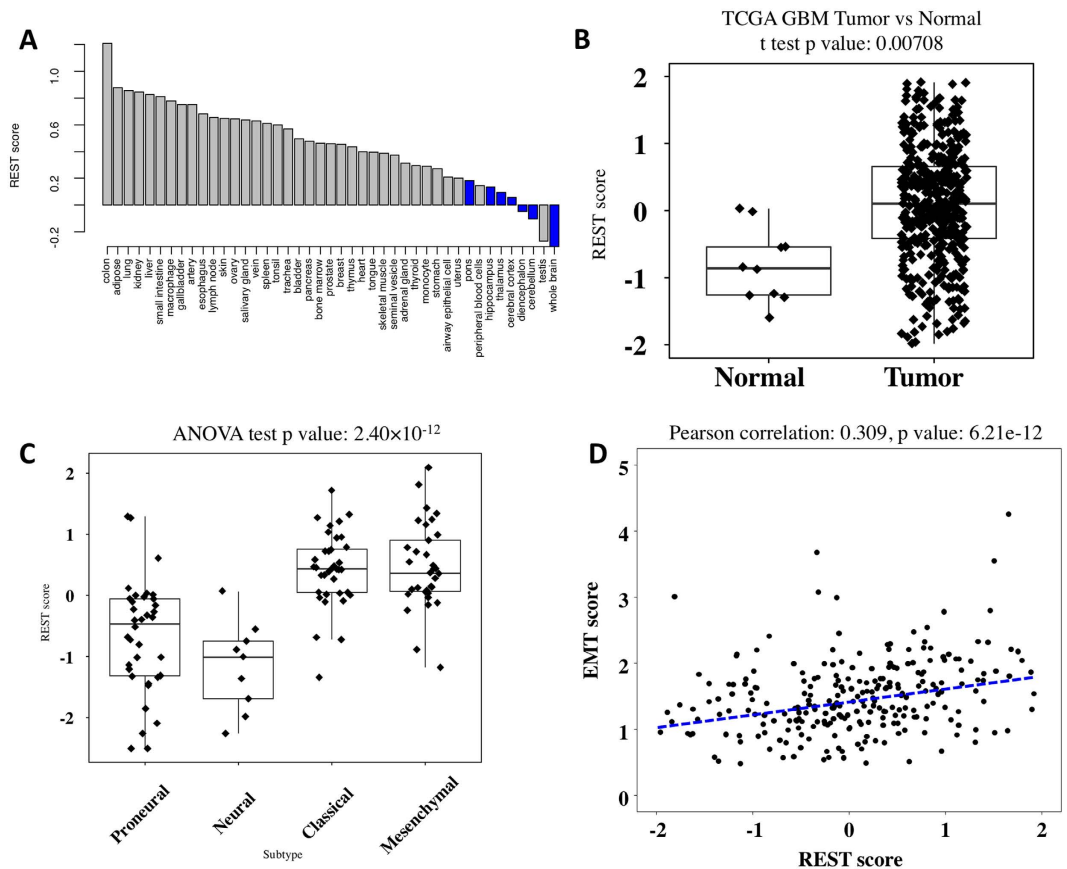 A
REST score
1.0
0.6
0.2
-0.2
colon
adipose
lung
kidney
liver
small intestine
macrophage
gallbladder
artery
esophagus
lymph node
skin
ovary
salivary gland
vein
spleen
tonsil
trachea
bladder
pancreas
bone marrow
prostate
breast
thymus
heart
tongue
skeletal muscle
seminal vesicle
adrenal gland
thyroid
monocyte
stomach
airway epithelial cell
uterus
pons
peripheral blood cells
hippocampus
thalamus
cerebral cortex
diencephalon
cerebellum
testis
whole brain
B
TCGA GBM Tumor vs Normal
t test p value: 0.00708
REST score
2
1
0
-1
-2
Normal
Tumor
C
ANOVA test p value: 2.40×10⁻¹²
REST score
2
1
0
-1
-2
Proneural
Neural
Classical
Mesenchymal
Subtype
D
Pearson correlation: 0.309, p value: 6.21e-12
EMT score
5
4
3
2
1
0
-2
-1
0
1
2
REST score